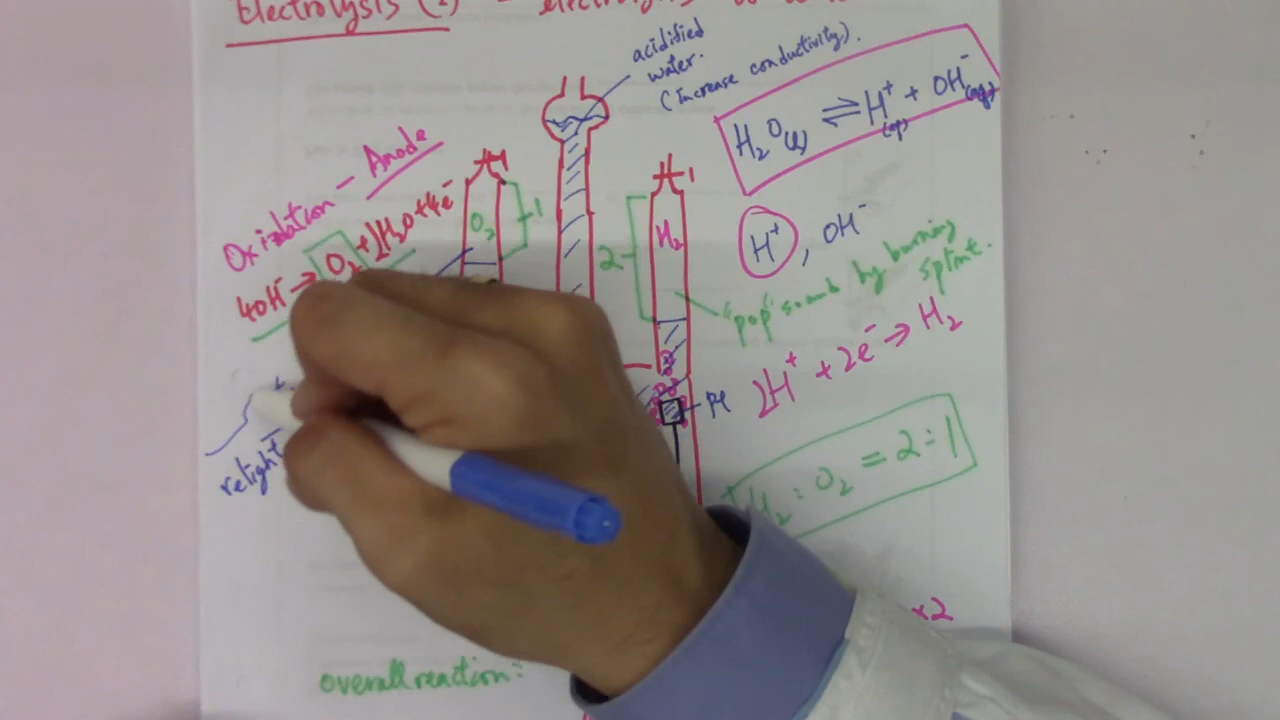 Electrolysis (2) -
acidified
water.
(Increase conductivity).
H₂O(l) ⇌ H⁺(aq) + OH⁻(aq)
Oxidation - Anode
4OH⁻ → O₂ + 2H₂O + 4e⁻
O₂
1
H₂
2
H⁺, OH⁻
"pop" sound by burning
splint.
2H⁺ + 2e⁻ → H₂
Pt
H₂ : O₂ = 2 : 1
relight
×2
overall reaction: